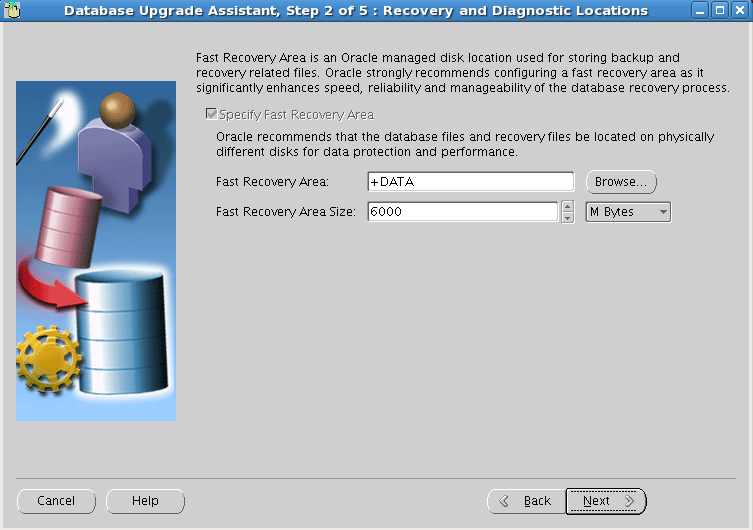 Database Upgrade Assistant, Step 2 of 5 : Recovery and Diagnostic Locations
Fast Recovery Area is an Oracle managed disk location used for storing backup and
recovery related files. Oracle strongly recommends configuring a fast recovery area as it
significantly enhances speed, reliability and manageability of the database recovery process.
Specify Fast Recovery Area
Oracle recommends that the database files and recovery files be located on physically
different disks for data protection and performance.
Fast Recovery Area: +DATA Browse...
Fast Recovery Area Size: 6000 M Bytes
Cancel Help Back Next